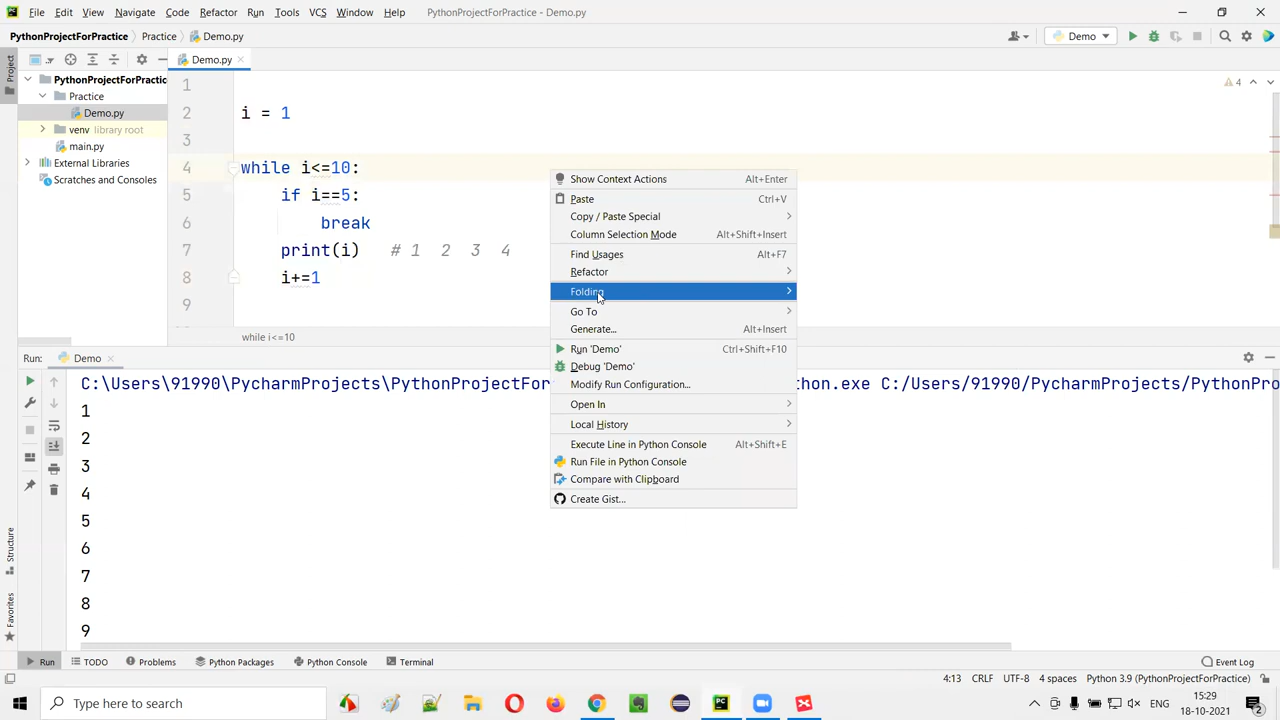 File Edit View Navigate Code Refactor Run Tools VCS Window Help PythonProjectForPractice - Demo.py
PythonProjectForPractice Practice Demo.py Demo
Project
PythonProjectForPractic
Practice
Demo.py
venv library root
main.py
External Libraries
Scratches and Consoles
Demo.py
4
1
2 i = 1
3
4 while i<=10:
5 if i==5:
6 break
7 print(i) # 1 2 3 4
8 i+=1
9
while i<=10
Show Context Actions Alt+Enter
Paste Ctrl+V
Copy / Paste Special
Column Selection Mode Alt+Shift+Insert
Find Usages Alt+F7
Refactor
Folding
Go To
Generate... Alt+Insert
Run 'Demo' Ctrl+Shift+F10
Debug 'Demo'
Modify Run Configuration...
Open In
Local History
Execute Line in Python Console Alt+Shift+E
Run File in Python Console
Compare with Clipboard
Create Gist...
Run: Demo
C:\Users\91990\PycharmProjects\PythonProjectFor thon.exe C:/Users/91990/PycharmProjects/PythonPro
1
2
3
4
5
6
7
8
9
Structure
Favorites
Run TODO Problems Python Packages Python Console Terminal Event Log
4:13 CRLF UTF-8 4 spaces Python 3.9 (PythonProjectForPractice)
Type here to search
ENG
15:29
18-10-2021
2